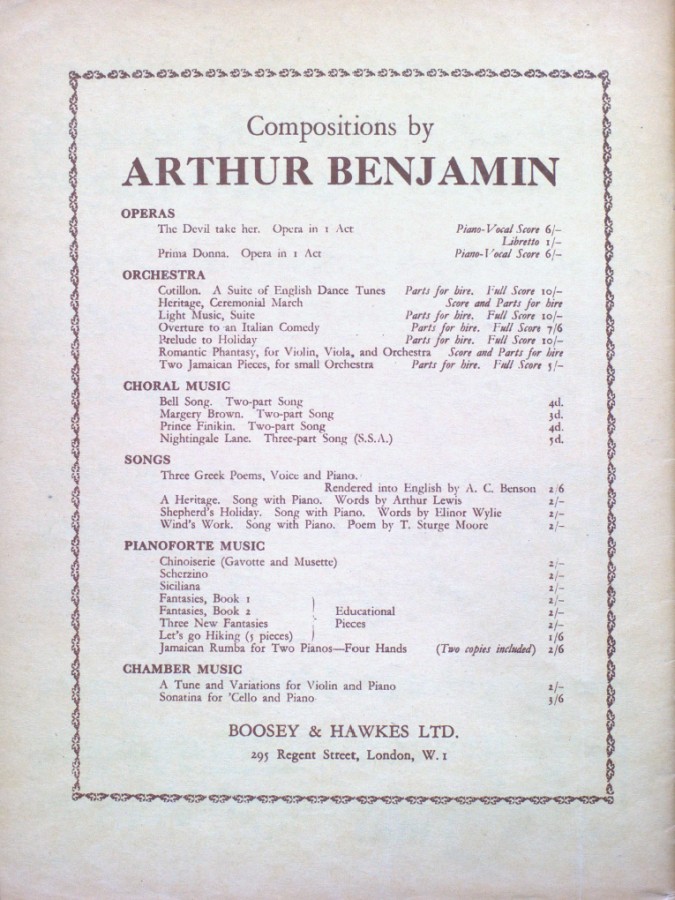 Compositions by
ARTHUR BENJAMIN
OPERAS
The Devil take her. Opera in 1 Act Piano-Vocal Score 6/–
Libretto 1/–
Prima Donna. Opera in 1 Act Piano-Vocal Score 6/–
ORCHESTRA
Cotillon. A Suite of English Dance Tunes Parts for hire. Full Score 10/–
Heritage, Ceremonial March Score and Parts for hire
Light Music, Suite Parts for hire. Full Score 10/–
Overture to an Italian Comedy Parts for hire. Full Score 7/6
Prelude to Holiday Parts for hire. Full Score 10/–
Romantic Phantasy, for Violin, Viola, and Orchestra Score and Parts for hire
Two Jamaican Pieces, for small Orchestra Parts for hire. Full Score 5/–
CHORAL MUSIC
Bell Song. Two-part Song 4d.
Margery Brown. Two-part Song 3d.
Prince Finikin. Two-part Song 4d.
Nightingale Lane. Three-part Song (S.S.A.) 5d.
SONGS
Three Greek Poems, Voice and Piano.
Rendered into English by A. C. Benson 2/6
A Heritage. Song with Piano. Words by Arthur Lewis 2/–
Shepherd's Holiday. Song with Piano. Words by Elinor Wylie 2/–
Wind's Work. Song with Piano. Poem by T. Sturge Moore 2/–
PIANOFORTE MUSIC
Chinoiserie (Gavotte and Musette) 2/–
Scherzino 2/–
Siciliana 2/–
Fantasies, Book 1 2/–
Fantasies, Book 2 Educational 2/–
Three New Fantasies Pieces 2/–
Let's go Hiking (5 pieces) 1/6
Jamaican Rumba for Two Pianos—Four Hands (Two copies included) 2/6
CHAMBER MUSIC
A Tune and Variations for Violin and Piano 2/–
Sonatina for 'Cello and Piano 3/6
BOOSEY & HAWKES LTD.
295 Regent Street, London, W.1